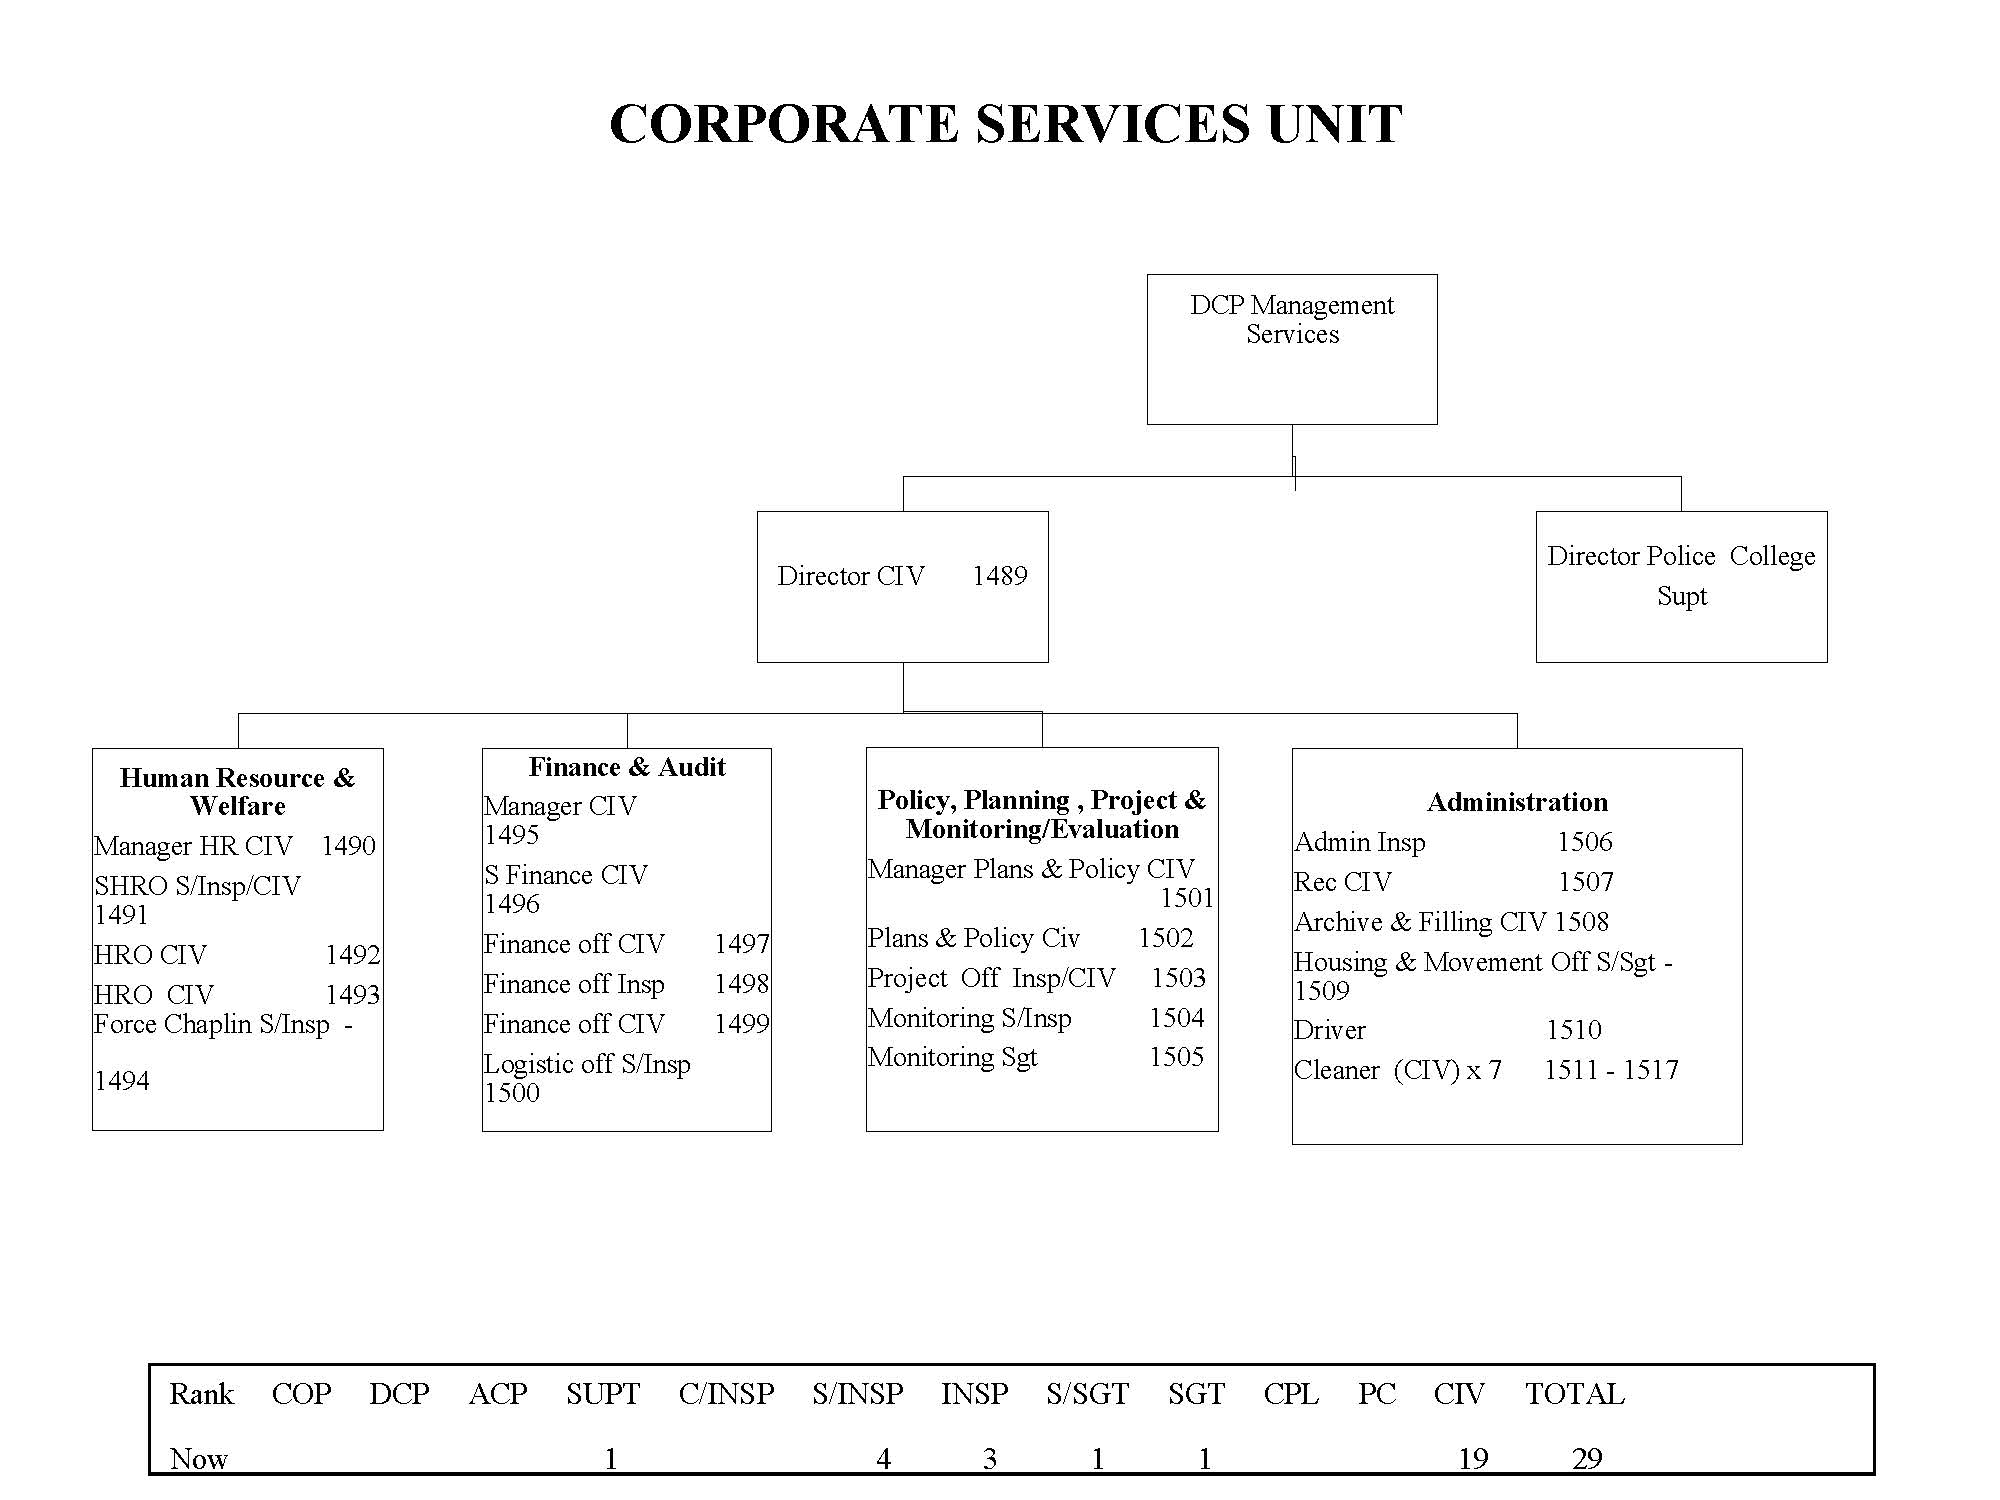 CORPORATE SERVICES UNIT
DCP Management
Services
Director CIV 1489
Director Police College
Supt
Human Resource &
Welfare
Manager HR CIV 1490
SHRO S/Insp/CIV
1491
HRO CIV 1492
HRO CIV 1493
Force Chaplin S/Insp -
1494
Finance & Audit
Manager CIV
1495
S Finance CIV
1496
Finance off CIV 1497
Finance off Insp 1498
Finance off CIV 1499
Logistic off S/Insp
1500
Policy, Planning , Project &
Monitoring/Evaluation
Manager Plans & Policy CIV
1501
Plans & Policy Civ 1502
Project Off Insp/CIV 1503
Monitoring S/Insp 1504
Monitoring Sgt 1505
Administration
Admin Insp 1506
Rec CIV 1507
Archive & Filling CIV 1508
Housing & Movement Off S/Sgt -
1509
Driver 1510
Cleaner (CIV) x 7 1511 - 1517
Rank COP DCP ACP SUPT C/INSP S/INSP INSP S/SGT SGT CPL PC CIV TOTAL
Now 1 4 3 1 1 19 29